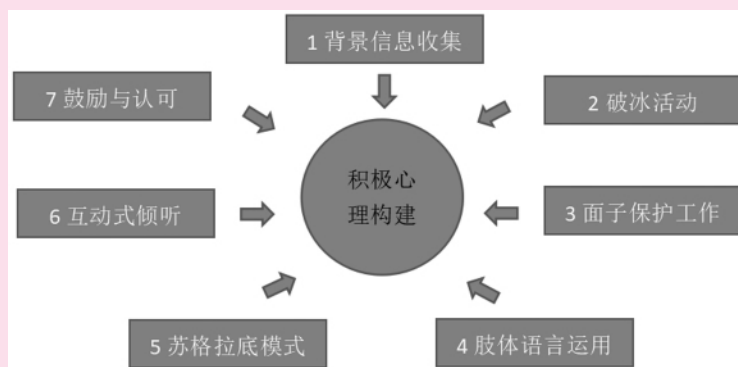 1 背景信息收集
2 破冰活动
3 面子保护工作
4 肢体语言运用
5 苏格拉底模式
6 互动式倾听
7 鼓励与认可
积极心
理构建